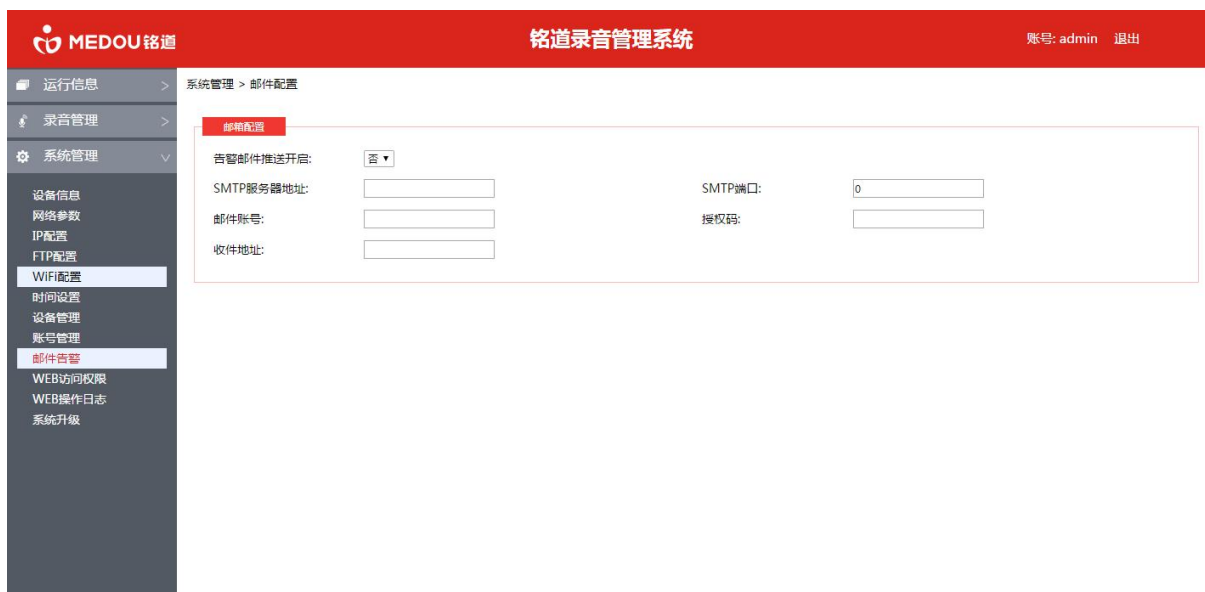 MEDOU铭道
铭道录音管理系统
账号: admin 退出
运行信息 >
系统管理 > 邮件配置
录音管理 >
系统管理
邮箱配置
告警邮件推送开启: 否
SMTP服务器地址: SMTP端口: 0
邮件账号: 授权码:
收件地址:
设备信息
网络参数
IP配置
FTP配置
WiFi配置
时间设置
设备管理
账号管理
邮件告警
WEB访问权限
WEB操作日志
系统升级